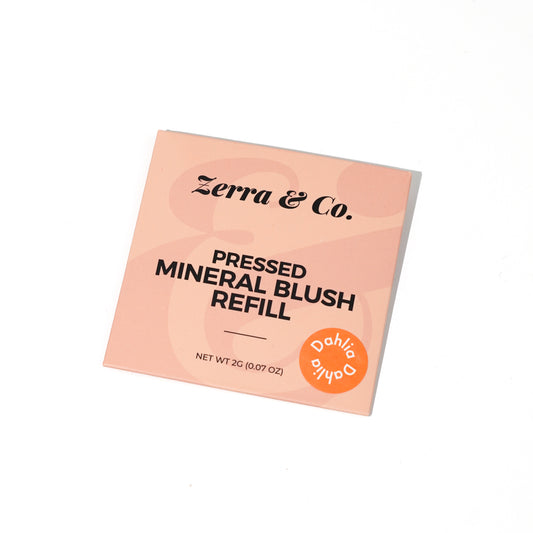 Zerra & Co.
PRESSED
MINERAL BLUSH
REFILL
NET WT 2G (0.07 OZ)
Dahlia Dahlia